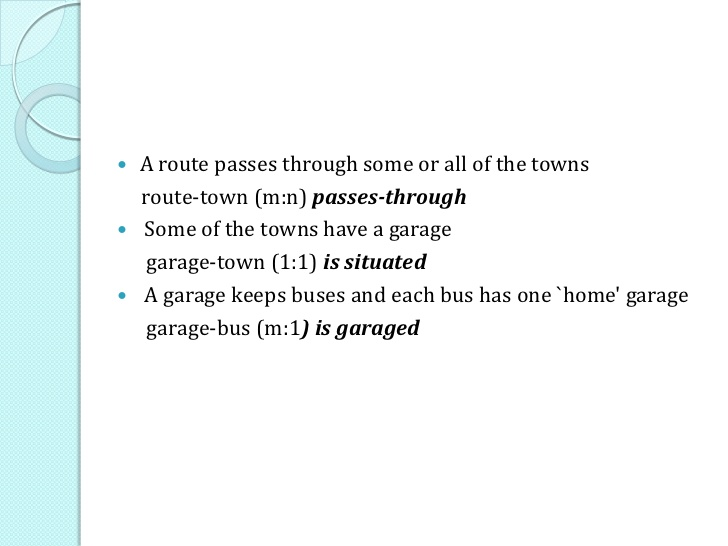 • A route passes through some or all of the towns
route-town (m:n) passes-through
• Some of the towns have a garage
garage-town (1:1) is situated
• A garage keeps buses and each bus has one `home' garage
garage-bus (m:1) is garaged